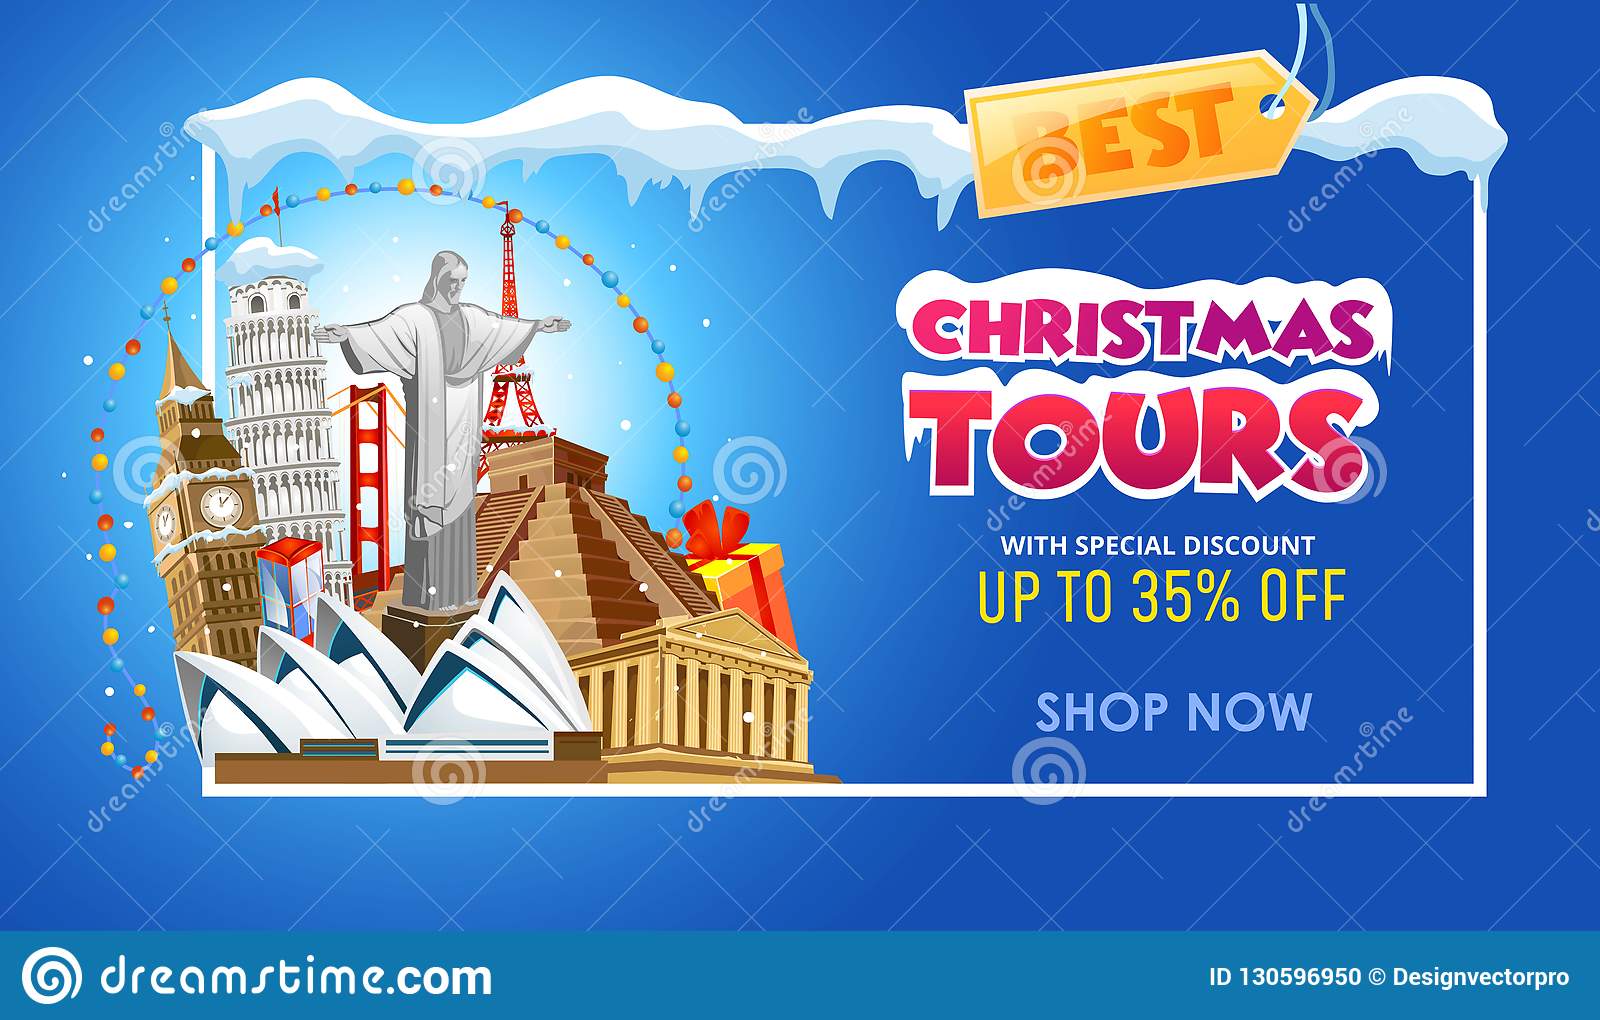 BEST
CHRISTMAS
TOURS
WITH SPECIAL DISCOUNT
UP TO 35% OFF
SHOP NOW
dreamstime.com
ID 130596950 © Designvectorpro